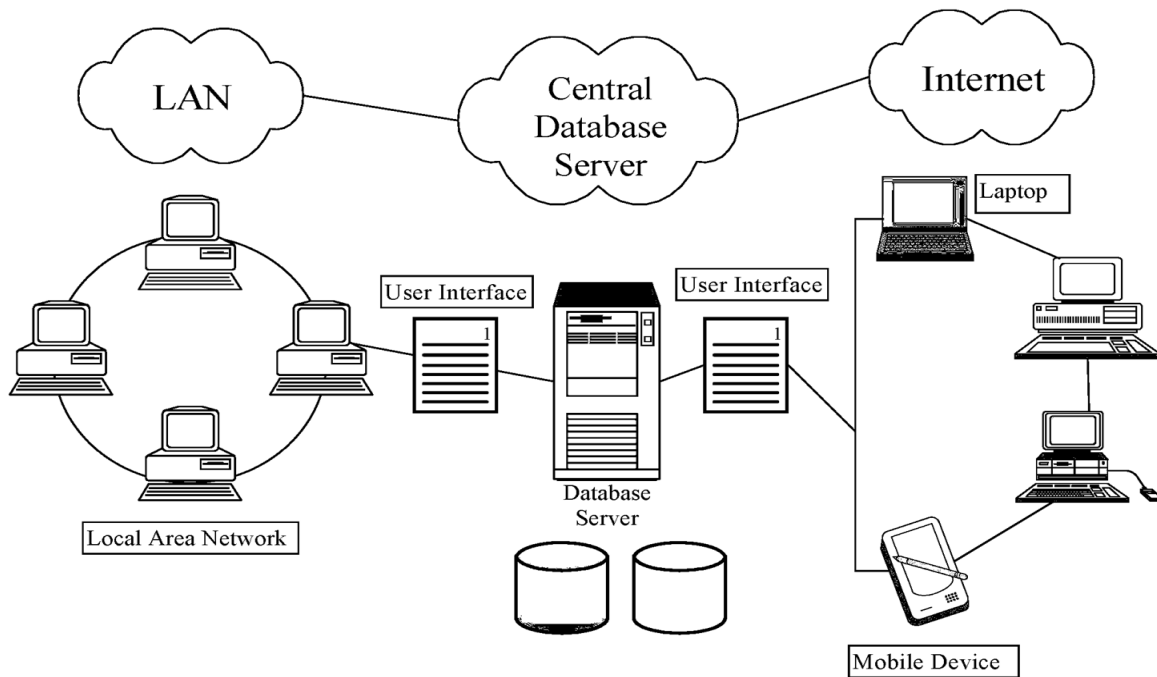 LAN
Central
Database
Server
Internet
Laptop
User Interface
User Interface
1
1
Database
Server
Local Area Network
Mobile Device